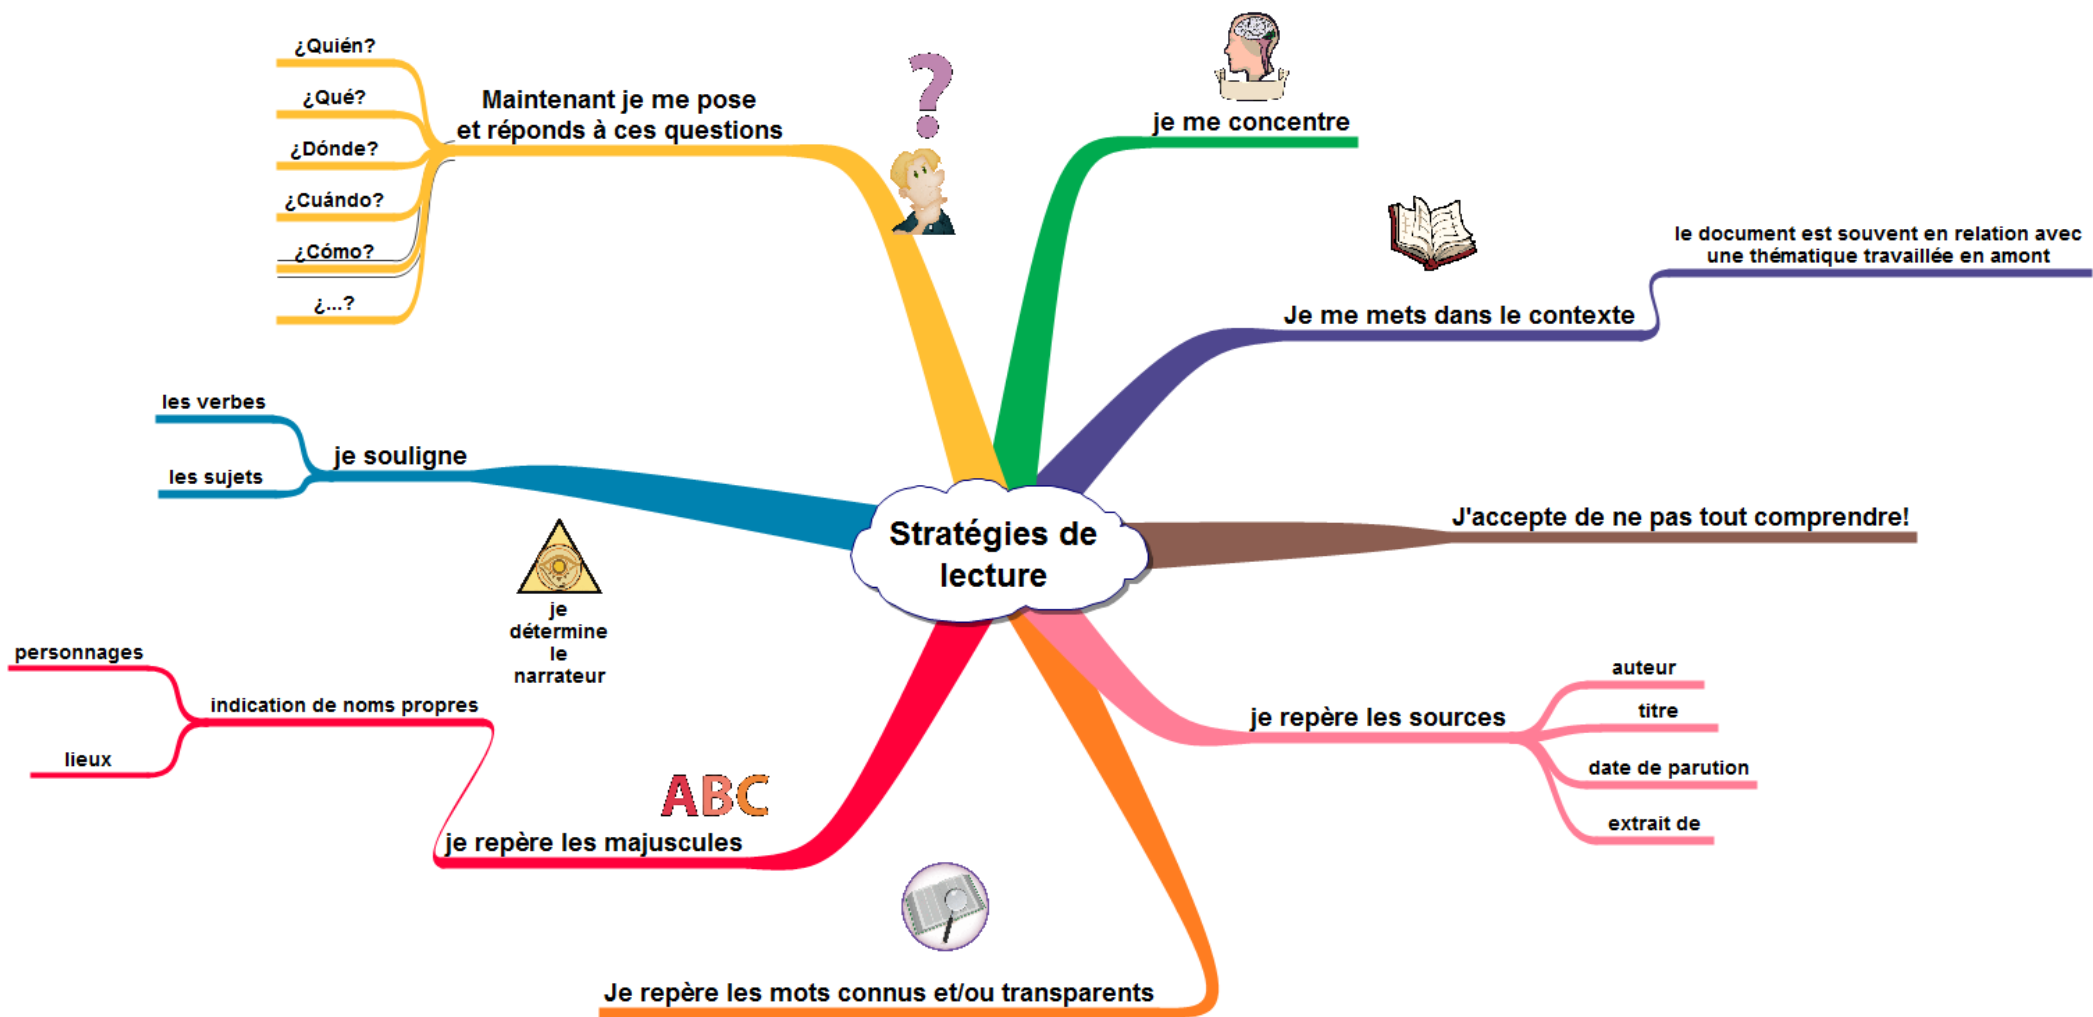 Stratégies de
lecture
je me concentre
Je me mets dans le contexte
le document est souvent en relation avec
une thématique travaillée en amont
J'accepte de ne pas tout comprendre!
je repère les sources
auteur
titre
date de parution
extrait de
Je repère les mots connus et/ou transparents
ABC
je repère les majuscules
indication de noms propres
personnages
lieux
je
détermine
le
narrateur
je souligne
les verbes
les sujets
?
Maintenant je me pose
et réponds à ces questions
¿Quién?
¿Qué?
¿Dónde?
¿Cuándo?
¿Cómo?
¿...?